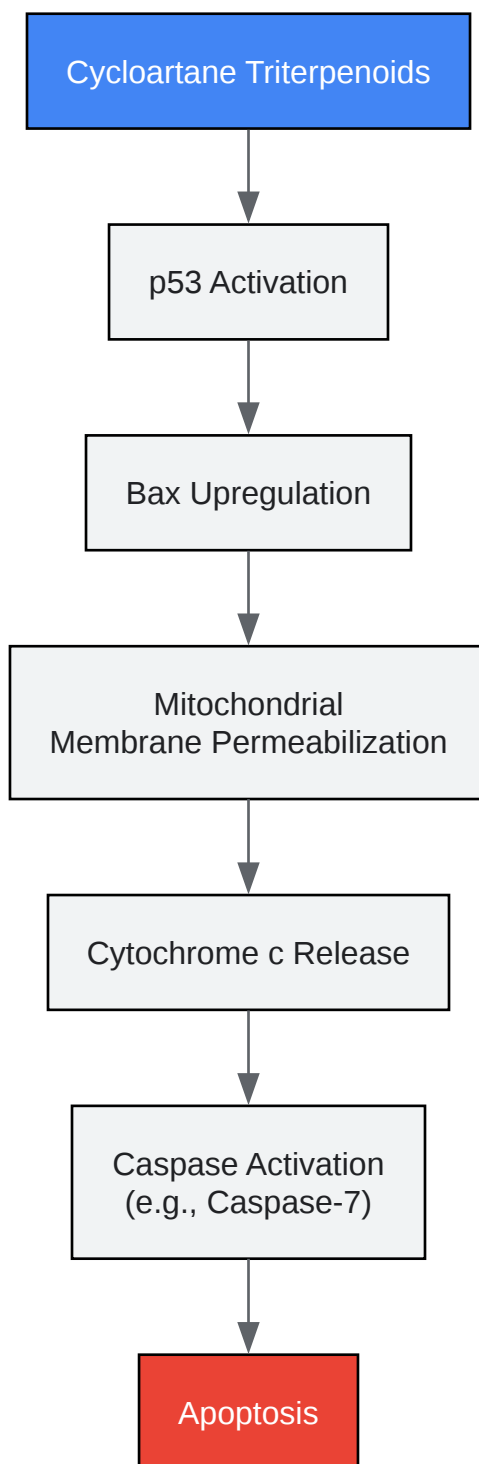 Cycloartane Triterpenoids
p53 Activation
Bax Upregulation
Mitochondrial
Membrane Permeabilization
Cytochrome c Release
Caspase Activation
(e.g., Caspase-7)
Apoptosis